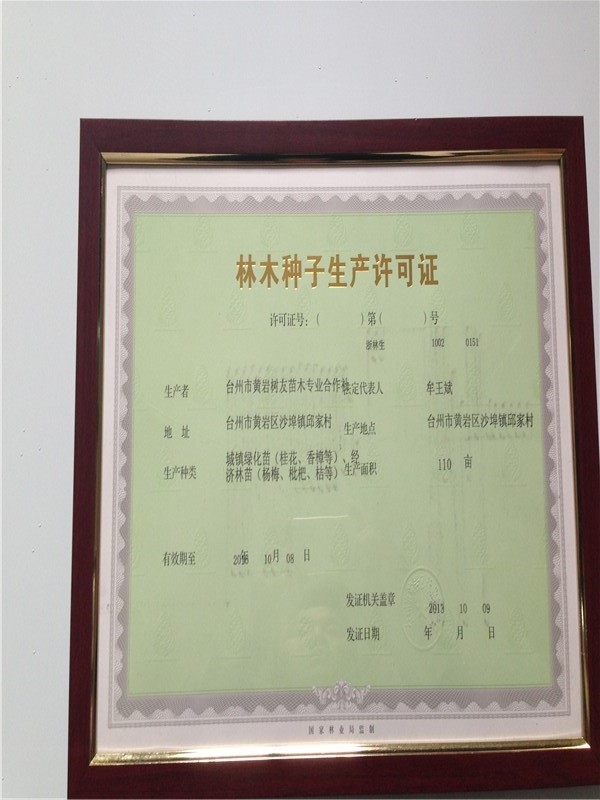 林木种子生产许可证
许可证号：（ ）第（ ）号
浙林生 1002 0151
生产者 台州市黄岩树友苗木专业合作社 法定代表人 牟王斌
地 址 台州市黄岩区沙埠镇邱家村 生产地点 台州市黄岩区沙埠镇邱家村
生产种类 城镇绿化苗（桂花、香樟等）、经
济林苗（杨梅、枇杷、桔等） 生产面积 110 亩
有效期至 年 10月 08 日
发证机关盖章
2013 10 09
发证日期 年 月 日
国家林业局监制